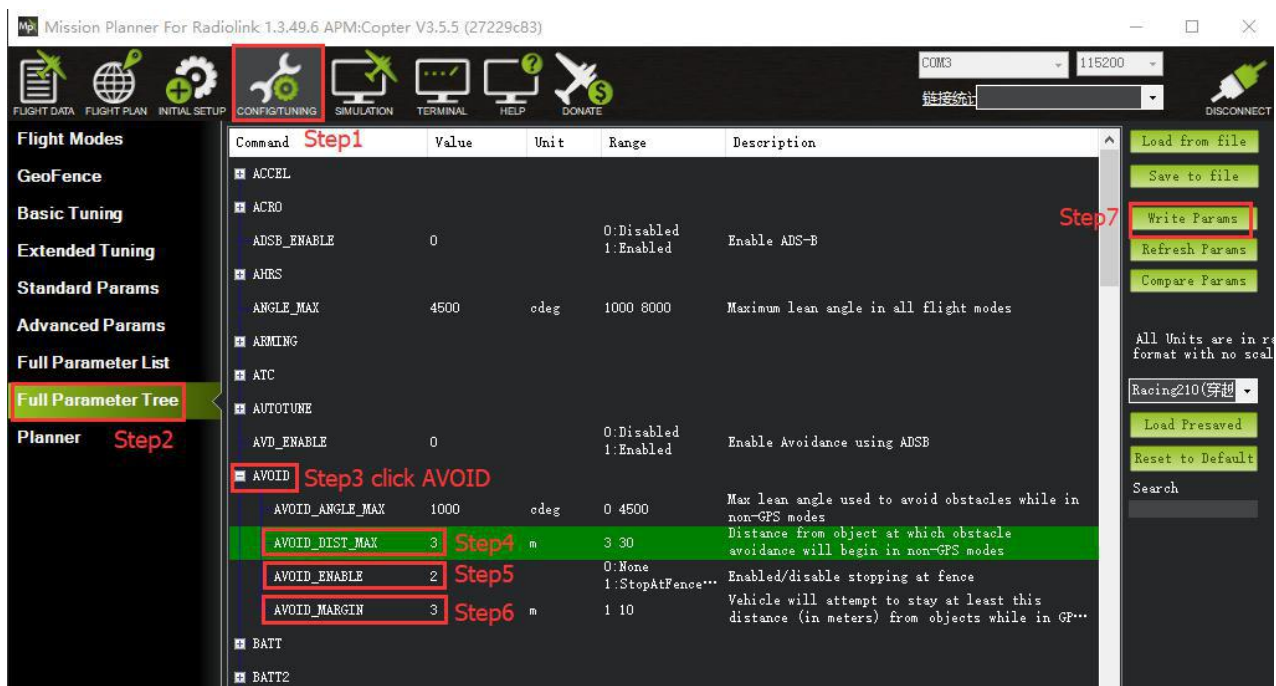 Mission Planner For Radiolink 1.3.49.6 APM:Copter V3.5.5 (27229c83)
FLIGHT DATA FLIGHT PLAN INITIAL SETUP CONFIG/TUNING SIMULATION TERMINAL HELP DONATE
COM3 115200
链接统计
DISCONNECT
Flight Modes
GeoFence
Basic Tuning
Extended Tuning
Standard Params
Advanced Params
Full Parameter List
Full Parameter Tree
Planner Step2
Command Step1 Value Unit Range Description
ACCEL
ACRO
ADSB_ENABLE 0 0:Disabled
1:Enabled Enable ADS-B
AHRS
ANGLE_MAX 4500 cdeg 1000 8000 Maximum lean angle in all flight modes
ARMING
ATC
AUTOTUNE
AVD_ENABLE 0 0:Disabled
1:Enabled Enable Avoidance using ADSB
AVOID Step3 click AVOID
AVOID_ANGLE_MAX 1000 cdeg 0 4500 Max lean angle used to avoid obstacles while in
non-GPS modes
AVOID_DIST_MAX 3 Step4 m 3 30 Distance from object at which obstacle
avoidance will begin in non-GPS modes
AVOID_ENABLE 2 Step5 0:None
1:StopAtFence... Enabled/disable stopping at fence
AVOID_MARGIN 3 Step6 m 1 10 Vehicle will attempt to stay at least this
distance (in meters) from objects while in GP...
BATT
BATT2
Load from file
Save to file
Step7 Write Params
Refresh Params
Compare Params
All Units are in r
format with no scal
Racing210(穿越
Load Presaved
Reset to Default
Search